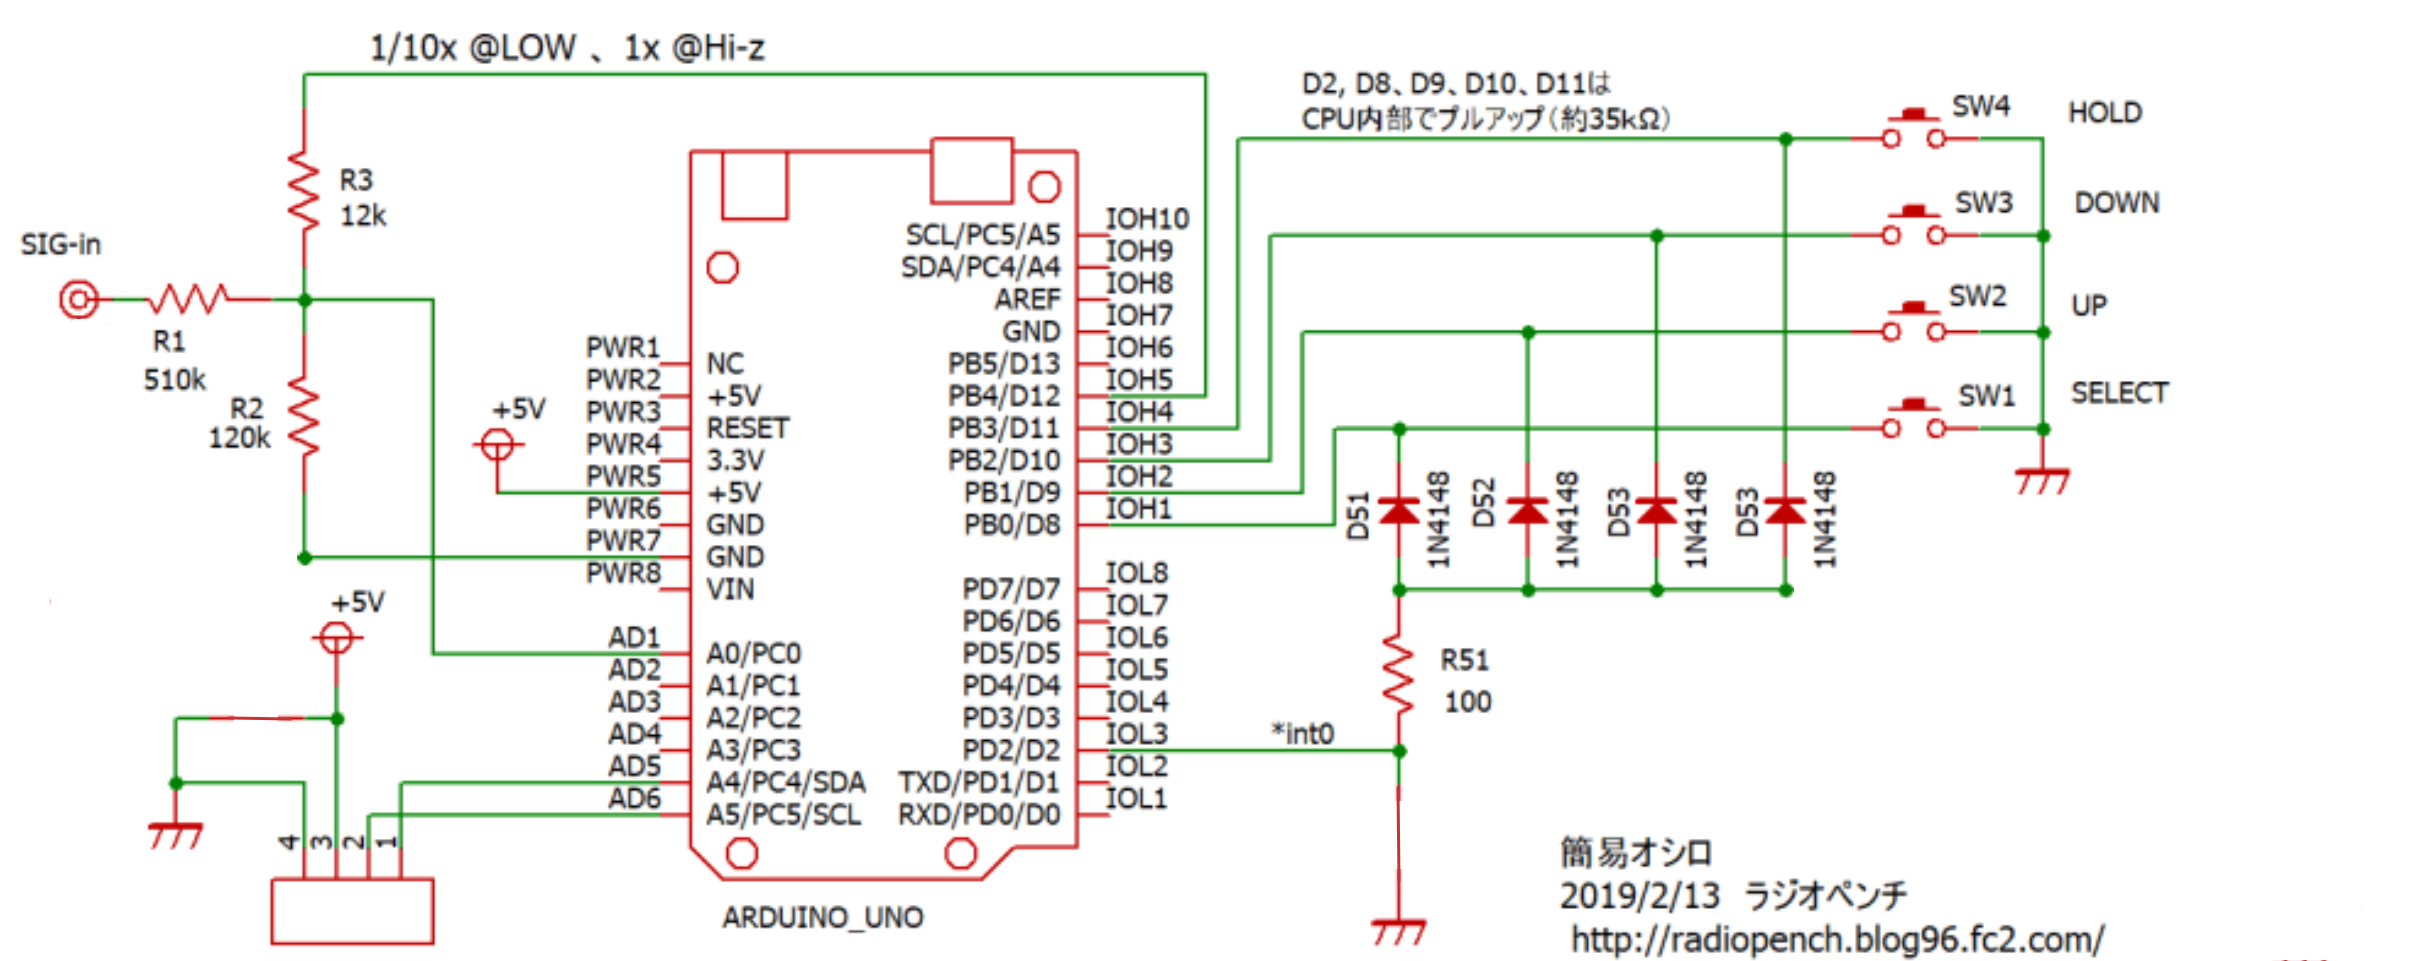 1/10x @LOW 、1x @Hi-z
D2, D8、D9、D10、D11は
CPU内部でプルアップ（約35kΩ）
SW4
HOLD
SW3
DOWN
SW2
UP
SW1
SELECT
R3
12k
SIG-in
R1
510k
R2
120k
+5V
+5V
PWR1
PWR2
PWR3
PWR4
PWR5
PWR6
PWR7
PWR8
NC
+5V
RESET
3.3V
+5V
GND
GND
VIN
AD1
AD2
AD3
AD4
AD5
AD6
A0/PC0
A1/PC1
A2/PC2
A3/PC3
A4/PC4/SDA
A5/PC5/SCL
SCL/PC5/A5
SDA/PC4/A4
AREF
GND
PB5/D13
PB4/D12
PB3/D11
PB2/D10
PB1/D9
PB0/D8
PD7/D7
PD6/D6
PD5/D5
PD4/D4
PD3/D3
PD2/D2
TXD/PD1/D1
RXD/PD0/D0
IOH10
IOH9
IOH8
IOH7
IOH6
IOH5
IOH4
IOH3
IOH2
IOH1
IOL8
IOL7
IOL6
IOL5
IOL4
IOL3
IOL2
IOL1
D51
1N4148
D52
1N4148
D53
1N4148
D53
1N4148
R51
100
*int0
4
3
2
1
ARDUINO_UNO
簡易オシロ
2019/2/13 ラジオペンチ
http://radiopench.blog96.fc2.com/